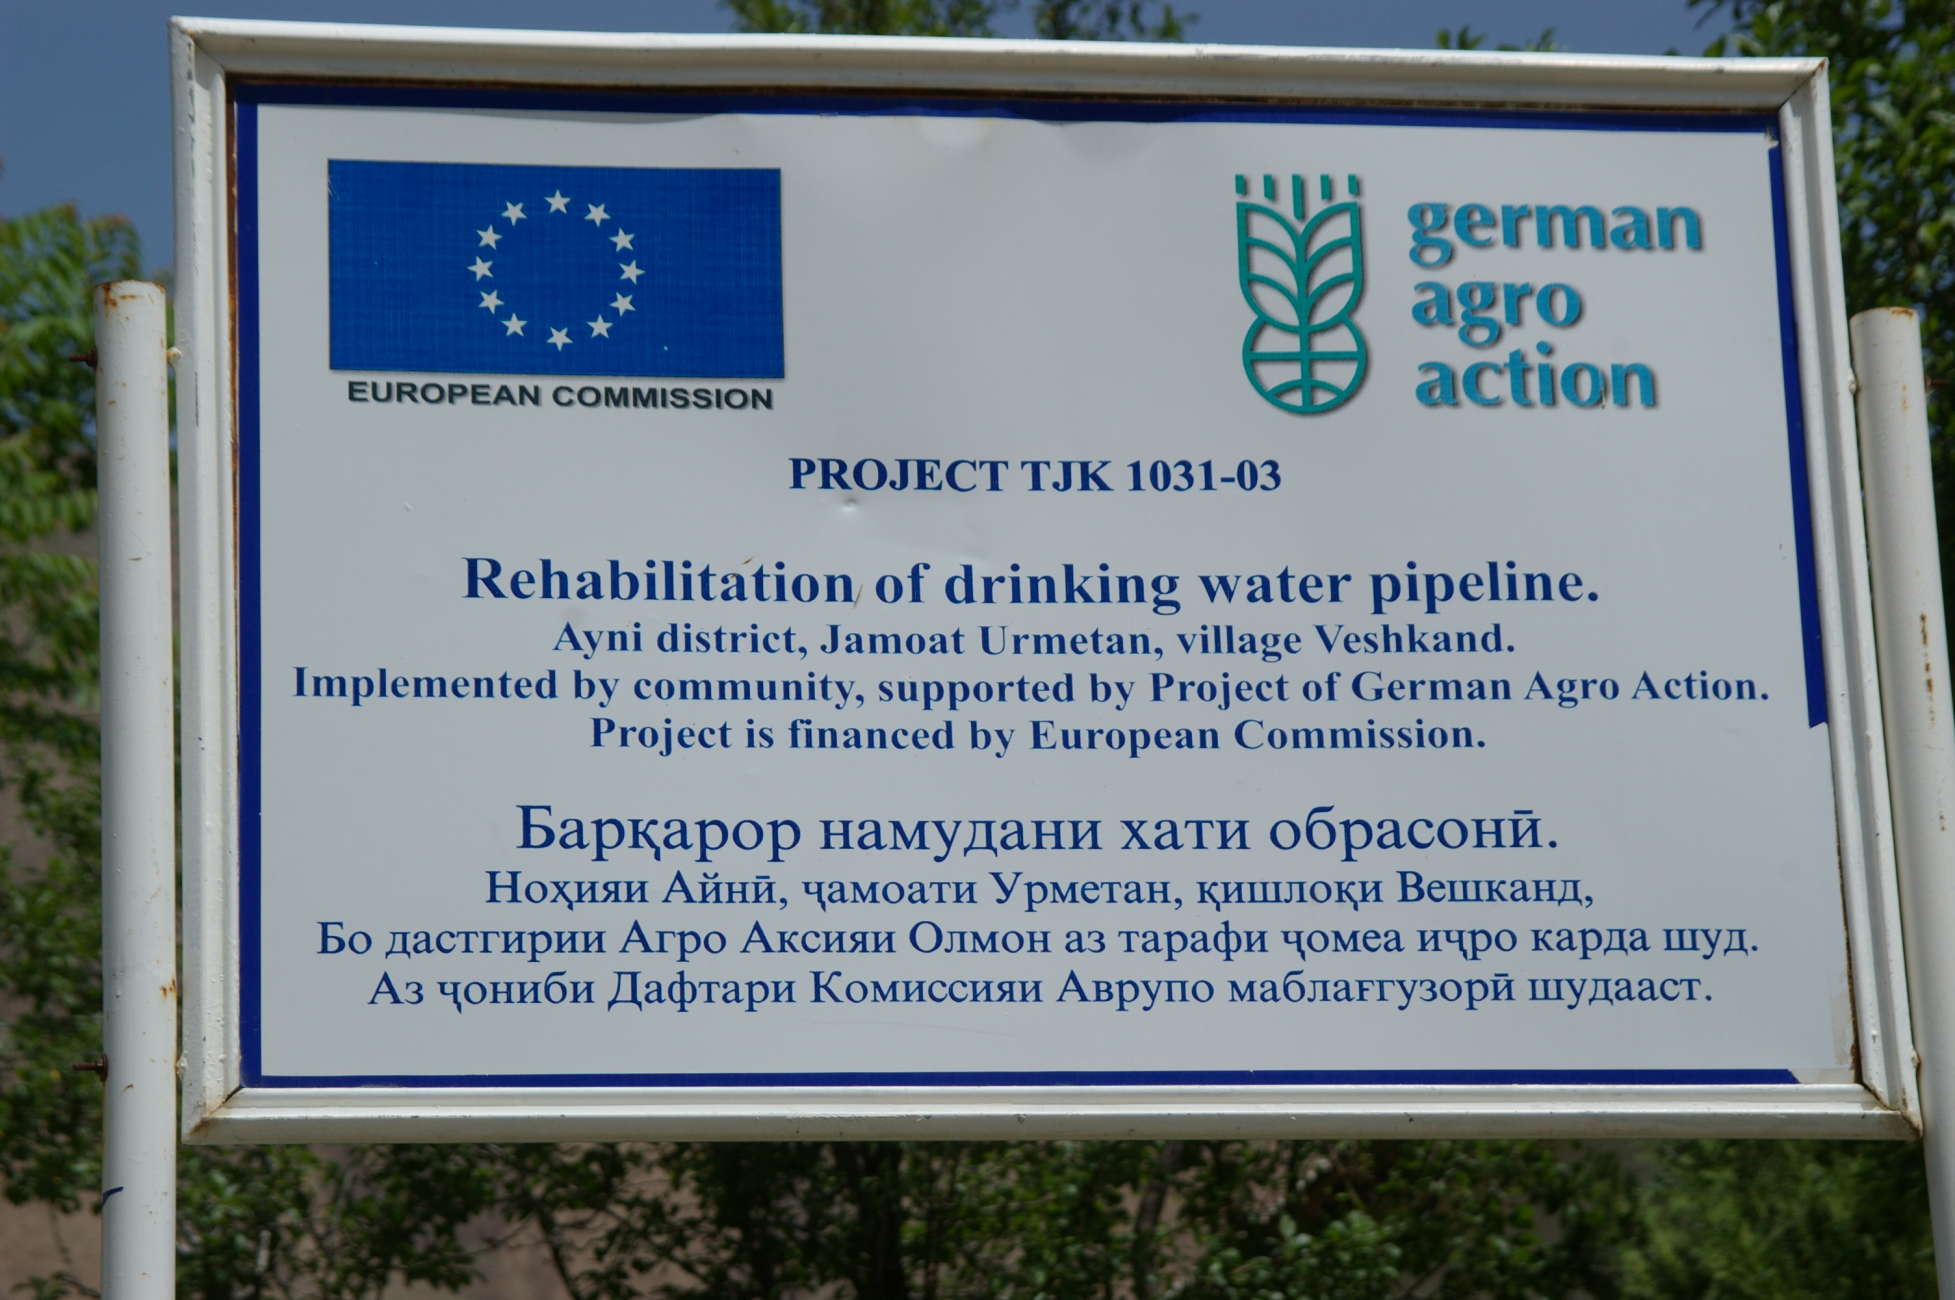 EUROPEAN COMMISSION
german
agro
action
PROJECT TJK 1031-03
Rehabilitation of drinking water pipeline.
Ayni district, Jamoat Urmetan, village Veshkand.
Implemented by community, supported by Project of German Agro Action.
Project is financed by European Commission.
Барқарор намудани хати обрасонӣ.
Ноҳияи Айнӣ, ҷамоати Урметан, қишлоқи Вешканд,
Бо дастгирии Агро Аксияи Олмон аз тарафи ҷомеа иҷро карда шуд.
Аз ҷониби Дафтари Комиссияи Аврупо маблағгузорӣ шудааст.